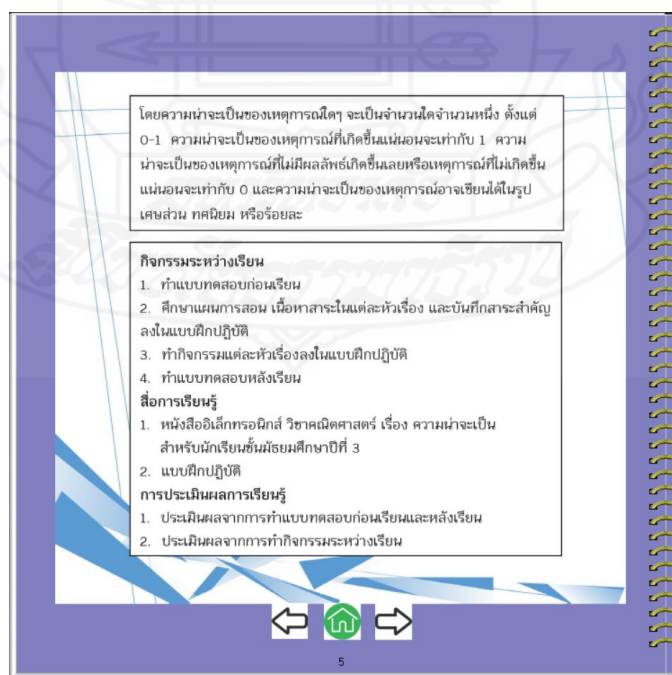 โดยความน่าจะเป็นของเหตุการณ์ใดๆ จะเป็นจำนวนใดจำนวนหนึ่ง ตั้งแต่
0-1 ความน่าจะเป็นของเหตุการณ์ที่เกิดขึ้นแน่นอนจะเท่ากับ 1 ความ
น่าจะเป็นของเหตุการณ์ที่ไม่มีผลลัพธ์เกิดขึ้นเลยหรือเหตุการณ์ที่ไม่เกิดขึ้น
แน่นอนจะเท่ากับ 0 และความน่าจะเป็นของเหตุการณ์อาจเขียนได้ในรูป
เศษส่วน ทศนิยม หรือร้อยละ
กิจกรรมระหว่างเรียน
1. ทำแบบทดสอบก่อนเรียน
2. ศึกษาแผนการสอน เนื้อหาสาระในแต่ละหัวเรื่อง และบันทึกสาระสำคัญ
ลงในแบบฝึกปฏิบัติ
3. ทำกิจกรรมแต่ละหัวเรื่องลงในแบบฝึกปฏิบัติ
4. ทำแบบทดสอบหลังเรียน
สื่อการเรียนรู้
1. หนังสืออิเล็กทรอนิกส์ วิชาคณิตศาสตร์ เรื่อง ความน่าจะเป็น
สำหรับนักเรียนชั้นมัธยมศึกษาปีที่ 3
2. แบบฝึกปฏิบัติ
การประเมินผลการเรียนรู้
1. ประเมินผลจากการทำแบบทดสอบก่อนเรียนและหลังเรียน
2. ประเมินผลจากการทำกิจกรรมระหว่างเรียน
5